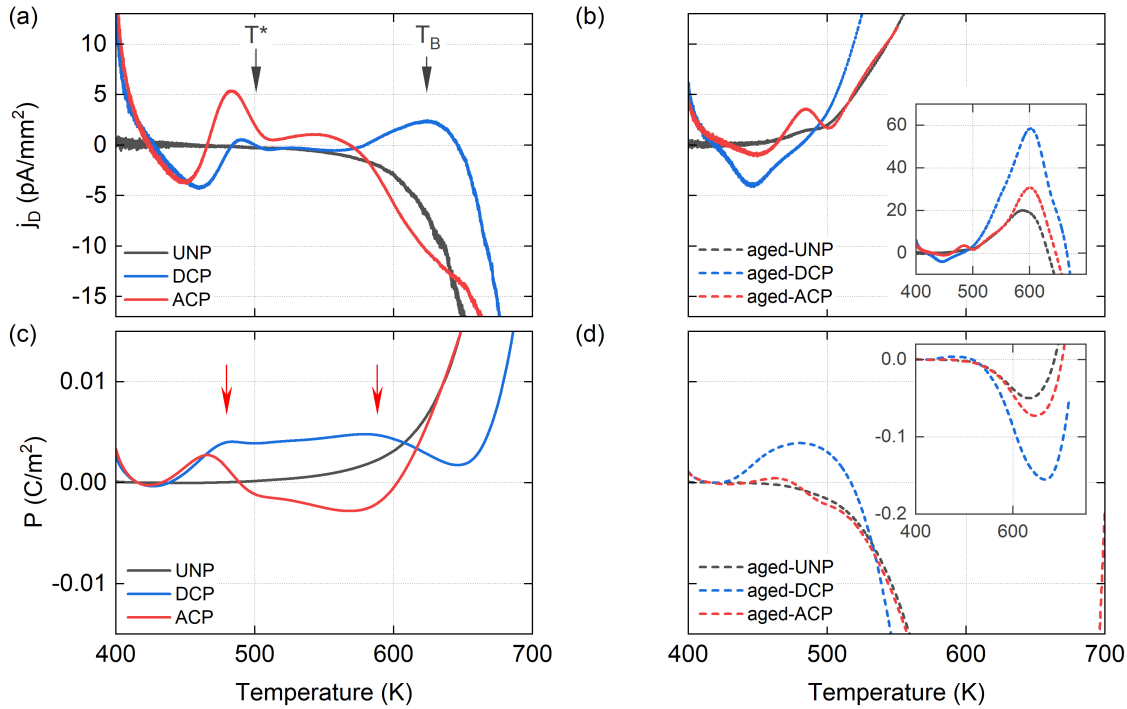 (a)
T*
T_B
10
5
0
-5
-10
-15
j_D (pA/mm²)
UNP
DCP
ACP
(b)
60
40
20
0
400
500
600
aged-UNP
aged-DCP
aged-ACP
(c)
0.01
0.00
-0.01
P (C/m²)
UNP
DCP
ACP
400
500
600
700
Temperature (K)
(d)
0.0
-0.1
-0.2
400
600
aged-UNP
aged-DCP
aged-ACP
400
500
600
700
Temperature (K)